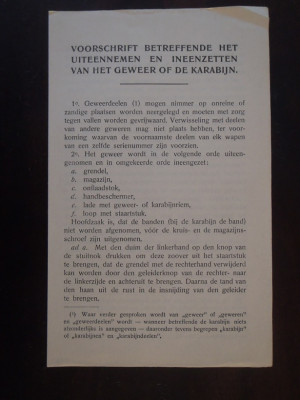 VOORSCHRIFT BETREFFENDE HET
UITEENNEMEN EN INEENZETTEN
VAN HET GEWEER OF DE KARABIJN.
1º. Geweerdeelen (1) mogen nimmer op onreine of
zandige plaatsen worden neergelegd en moeten met zorg
tegen vallen worden gevrijwaard. Verwisseling met deelen
van andere geweren mag niet plaats hebben, ter voor-
koming waarvan de voornaamste deelen van elk wapen
van een zelfde serienummer zijn voorzien.
2º. Het geweer wordt in de volgende orde uiteen-
genomen en in omgekeerde orde ineengezet:
a. grendel,
b. magazijn,
c. ontlaadstok,
d. handbeschermer,
e. lade met geweer- of karabijnriem,
f. loop met staartstuk.
Hoofdzaak is, dat de banden (bij de karabijn de band)
niet worden afgenomen, vóór de kruis- en de magazijns-
schroef zijn uitgenomen.
ad a. Met den duim der linkerhand op den knop van
de sluitnok drukken om deze zoover uit het staartstuk
te brengen, dat de grendel met de rechterhand verwijderd
kan worden door den geleiderknop van de rechter- naar
de linkerzijde en achteruit te brengen. Daarna de tand van
den haan uit de rust in de insnijding van den geleider
te brengen,
(1) Waar verder gesproken wordt van „geweer” of „geweren”
en „geweerdeelen” wordt — wanneer betreffende de karabijn niets
afzonderlijks is aangegeven — daaronder tevens begrepen „karabijn”
of „karabijnen” en „karabijndeelen”.